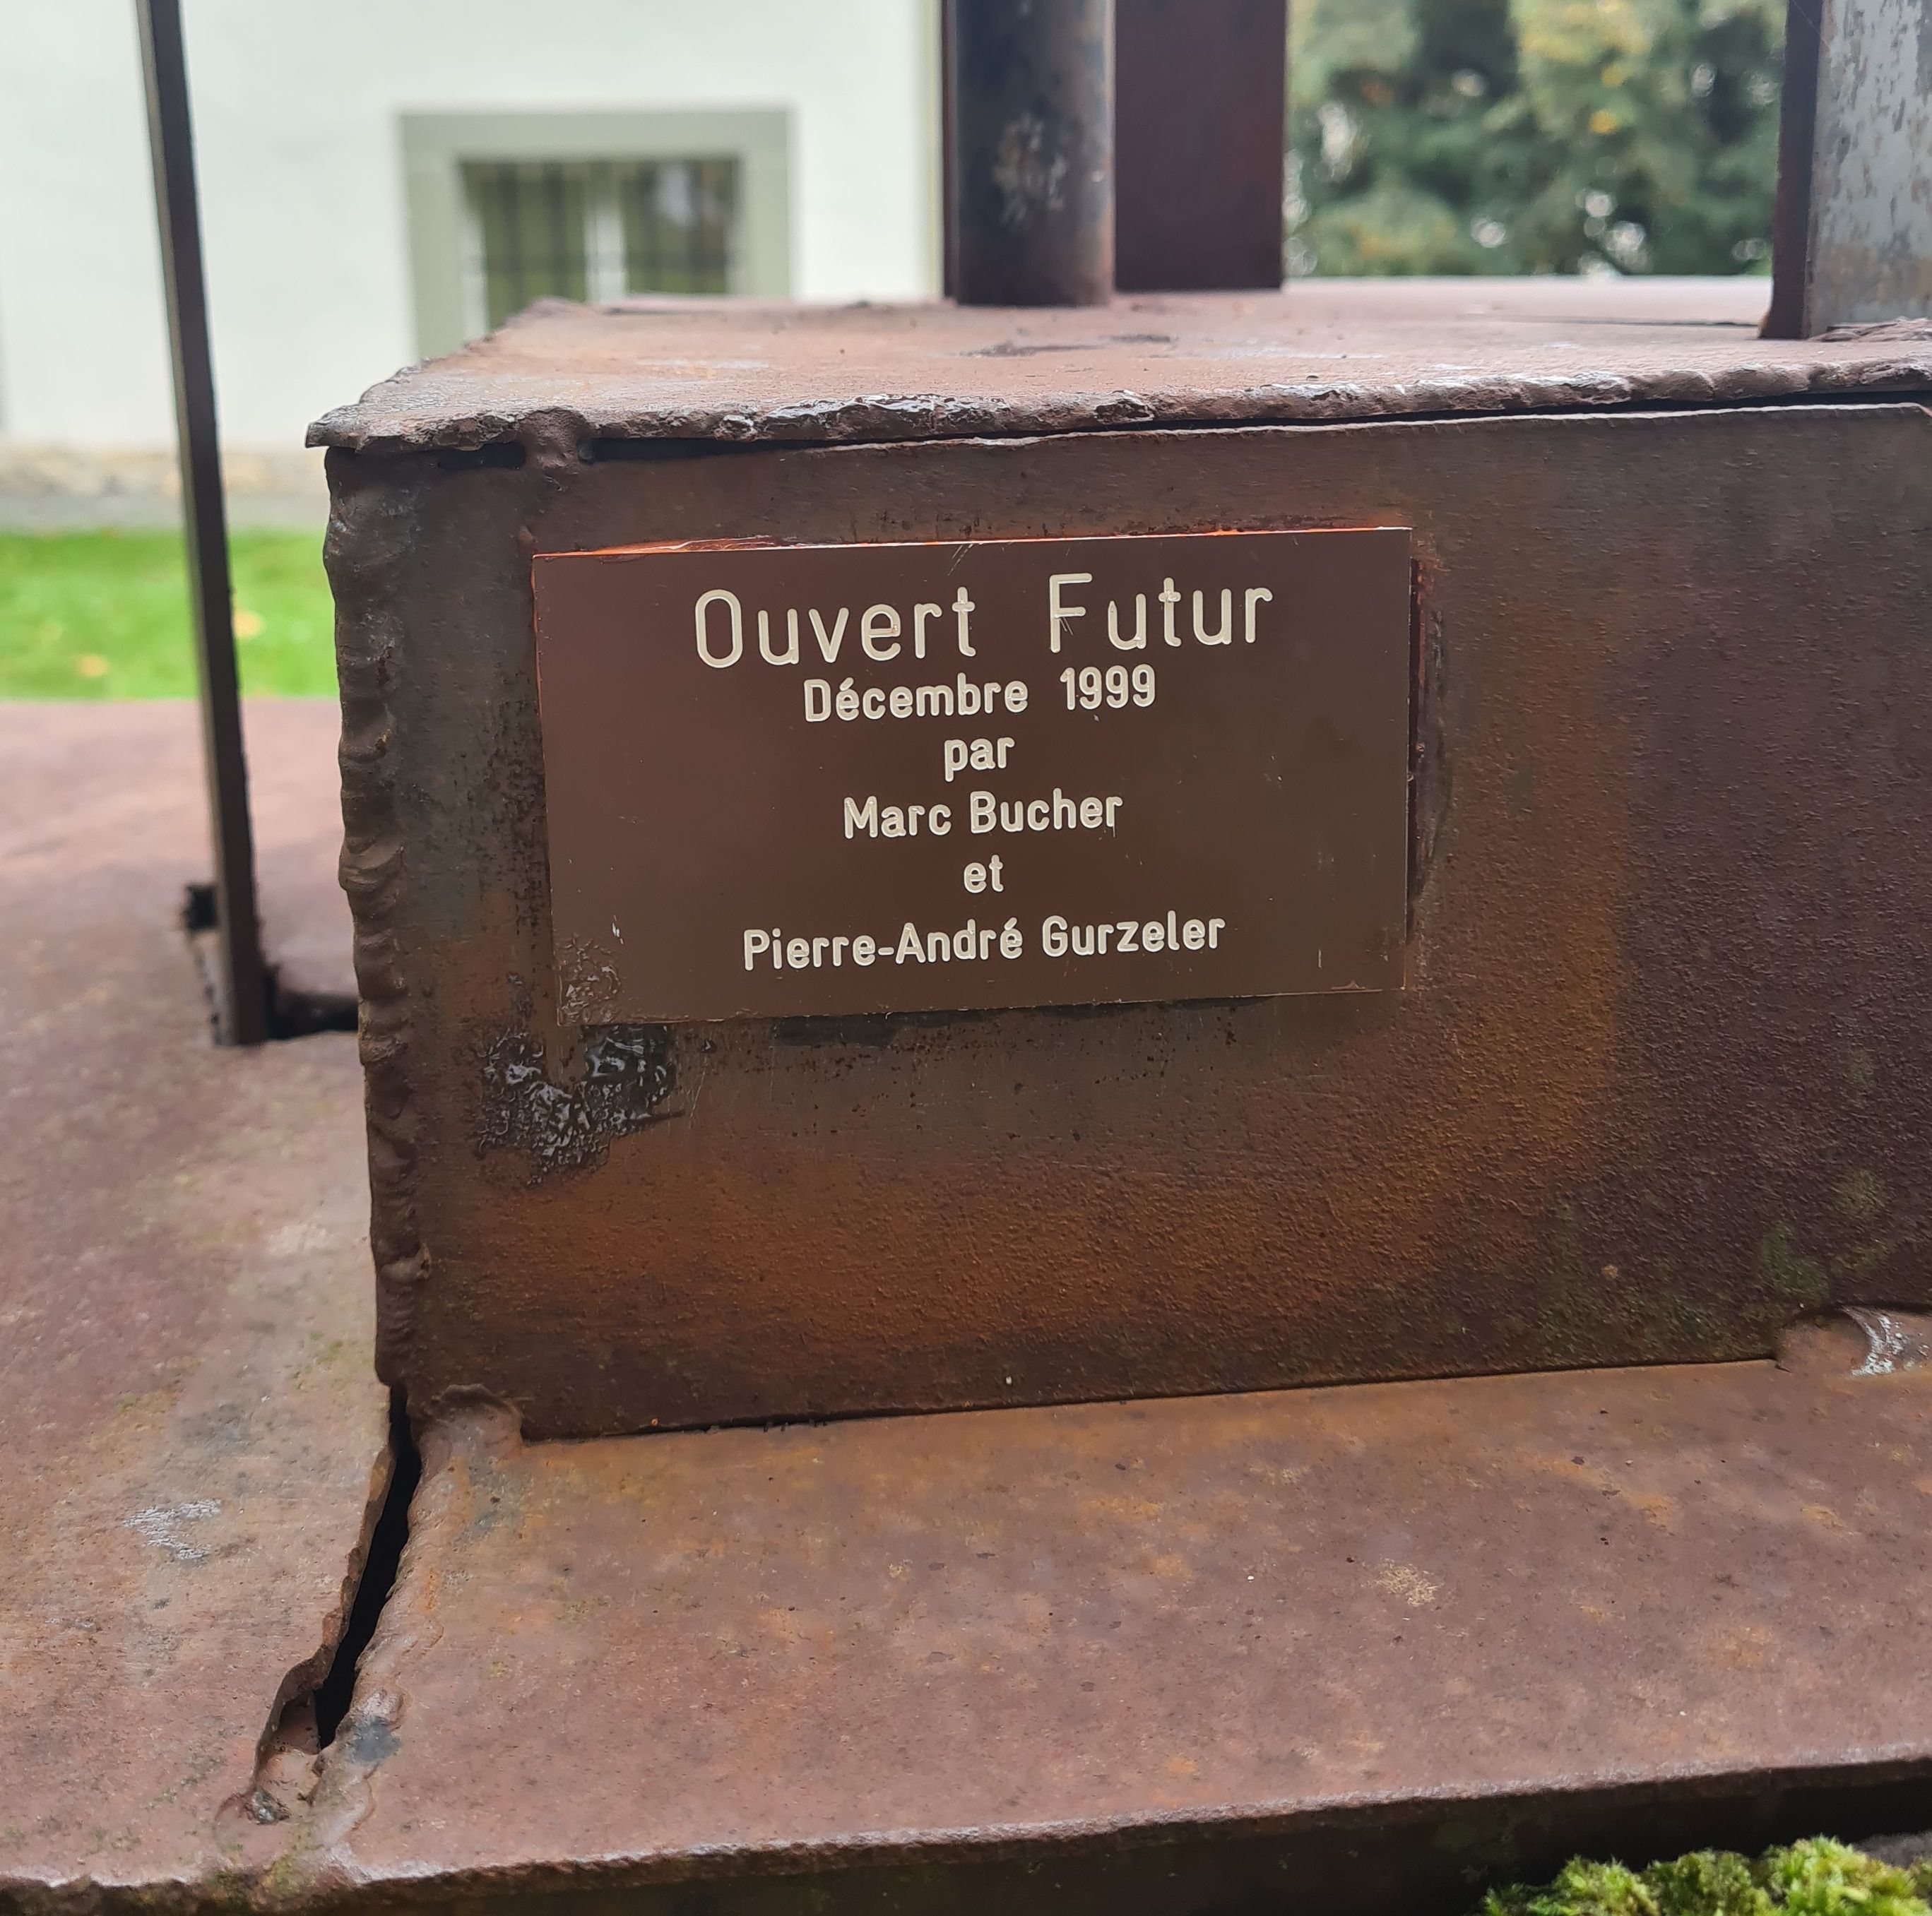 Ouvert Futur
Décembre 1999
par
Marc Bucher
et
Pierre-André Gurzeler